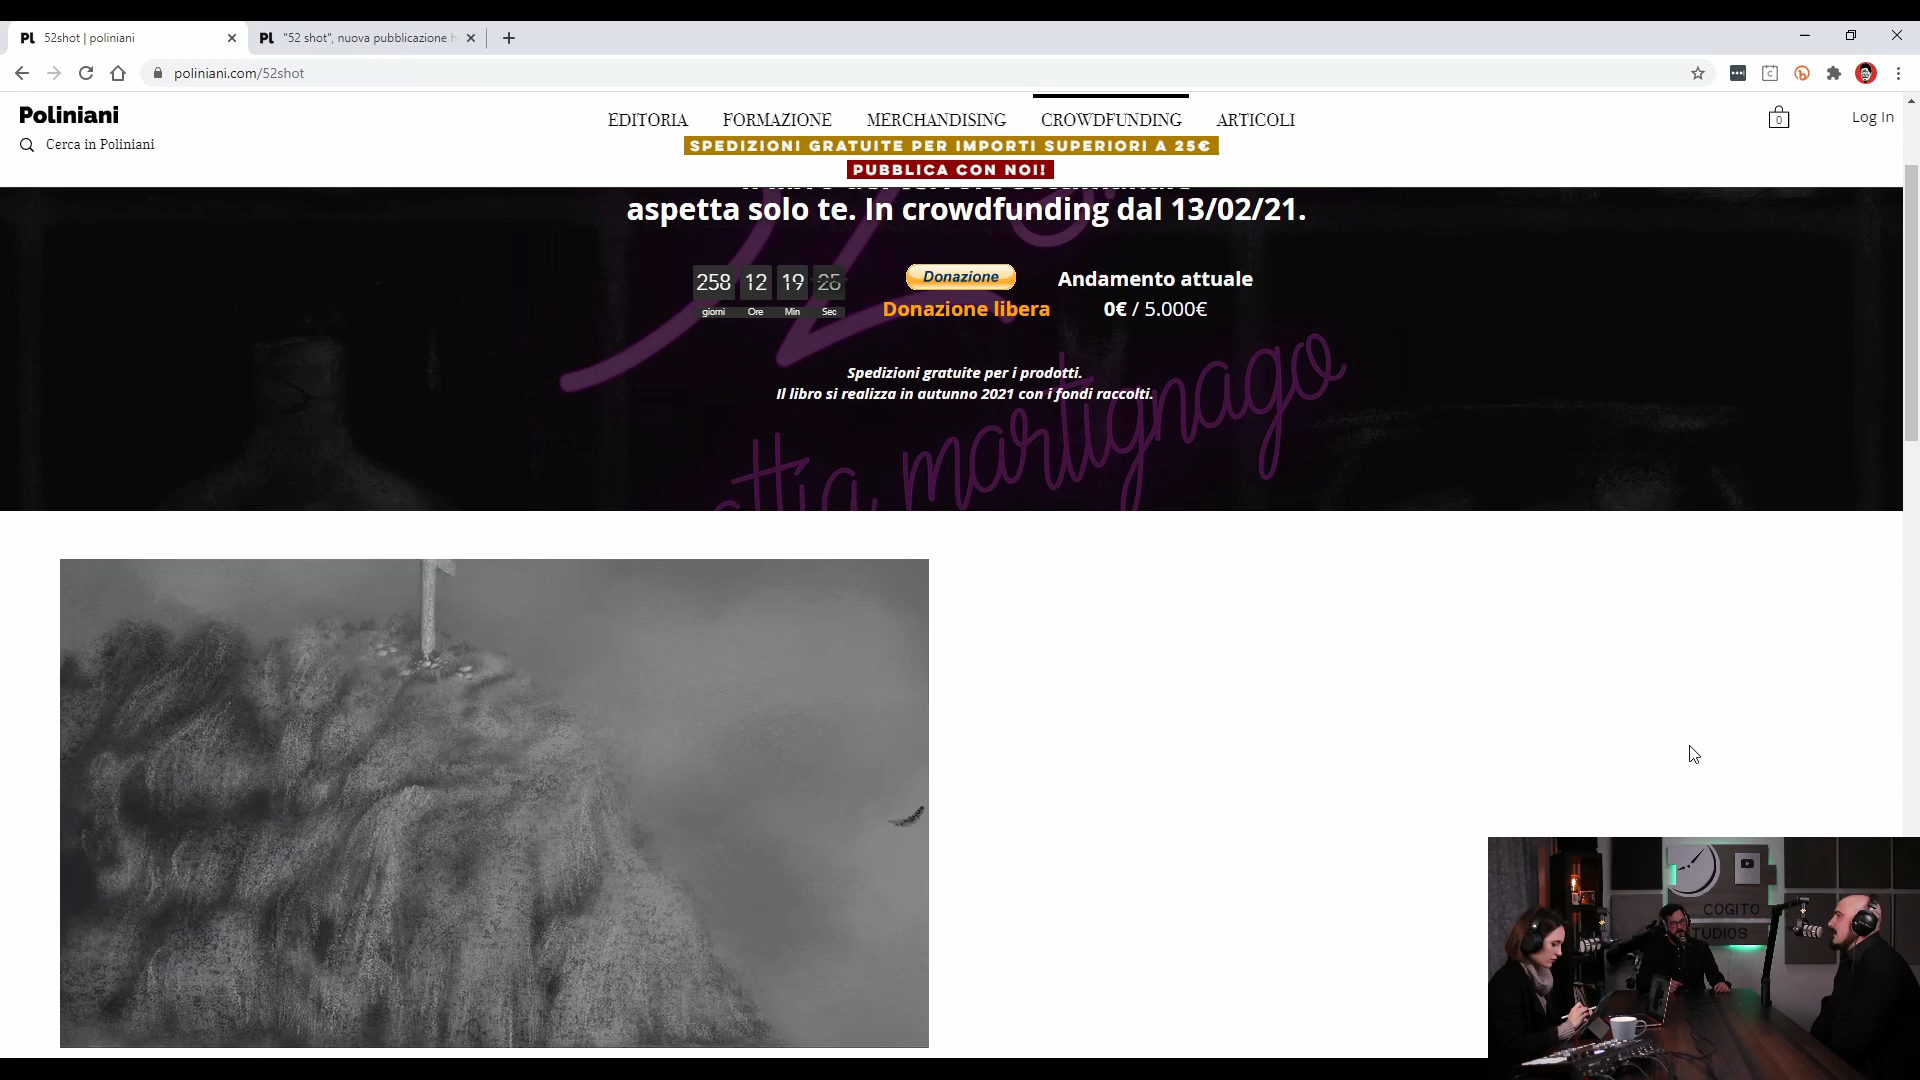 52shot | poliniani
"52 shot", nuova pubblicazione h
poliniani.com/52shot
Poliniani
Cerca in Poliniani
EDITORIA
FORMAZIONE
MERCHANDISING
CROWDFUNDING
ARTICOLI
0
Log In
SPEDIZIONI GRATUITE PER IMPORTI SUPERIORI A 25€
PUBBLICA CON NOI!
aspetta solo te. In crowdfunding dal 13/02/21.
258 12 19
giorni Ore Min Sec
Donazione
Donazione libera
Andamento attuale
0€ / 5.000€
Spedizioni gratuite per i prodotti.
Il libro si realizza in autunno 2021 con i fondi raccolti.
martignago
COGITO